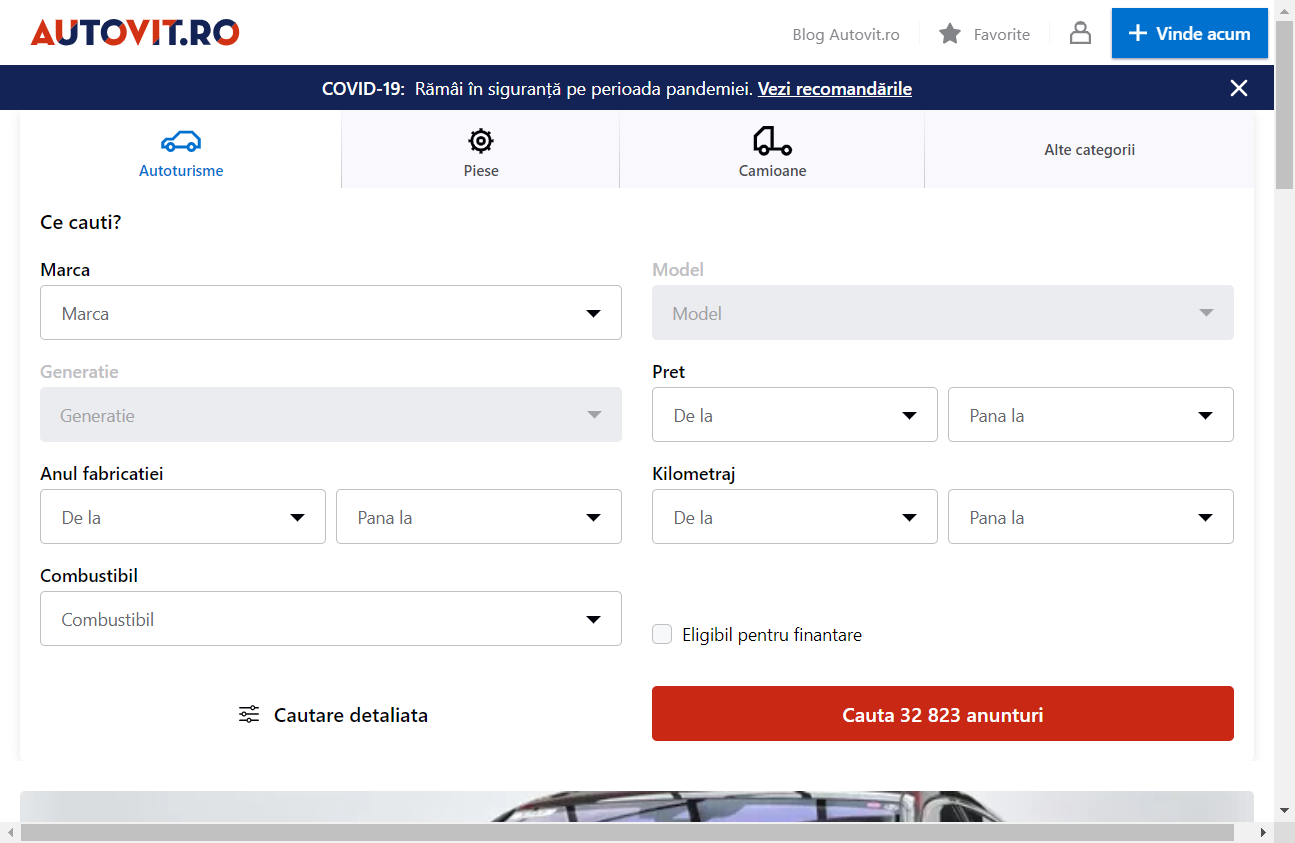 AUTOVIT.RO
Blog Autovit.ro
Favorite
Vinde acum
COVID-19: Rămâi în siguranță pe perioada pandemiei. Vezi recomandările
Autoturisme
Piese
Camioane
Alte categorii
Ce cauti?
Marca
Model
Marca
Model
Generatie
Pret
Generatie
De la
Pana la
Anul fabricatiei
Kilometraj
De la
Pana la
De la
Pana la
Combustibil
Combustibil
Eligibil pentru finantare
Cautare detaliata
Cauta 32 823 anunturi